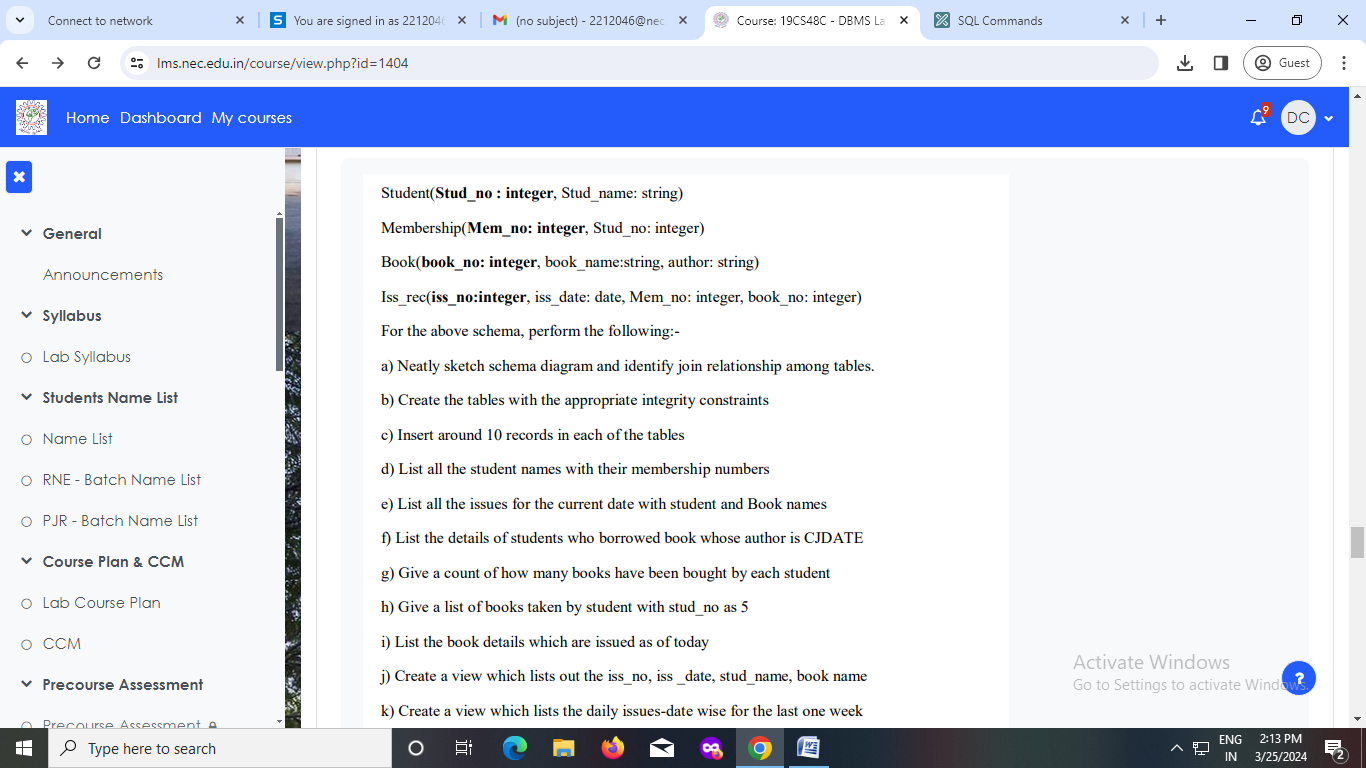 Connect to network
You are signed in as 221204
(no subject) - 2212046@nec
Course: 19CS48C - DBMS La
SQL Commands
lms.nec.edu.in/course/view.php?id=1404
Guest
Home Dashboard My courses
9
DC
General
Announcements
Syllabus
Lab Syllabus
Students Name List
Name List
RNE - Batch Name List
PJR - Batch Name List
Course Plan & CCM
Lab Course Plan
CCM
Precourse Assessment
Precourse Assessment
Student(Stud_no : integer, Stud_name: string)
Membership(Mem_no: integer, Stud_no: integer)
Book(book_no: integer, book_name:string, author: string)
Iss_rec(iss_no:integer, iss_date: date, Mem_no: integer, book_no: integer)
For the above schema, perform the following:-
a) Neatly sketch schema diagram and identify join relationship among tables.
b) Create the tables with the appropriate integrity constraints
c) Insert around 10 records in each of the tables
d) List all the student names with their membership numbers
e) List all the issues for the current date with student and Book names
f) List the details of students who borrowed book whose author is CJDATE
g) Give a count of how many books have been bought by each student
h) Give a list of books taken by student with stud_no as 5
i) List the book details which are issued as of today
j) Create a view which lists out the iss_no, iss _date, stud_name, book name
k) Create a view which lists the daily issues-date wise for the last one week
Activate Windows
Go to Settings to activate Windows.
?
Type here to search
ENG
IN
2:13 PM
3/25/2024
2